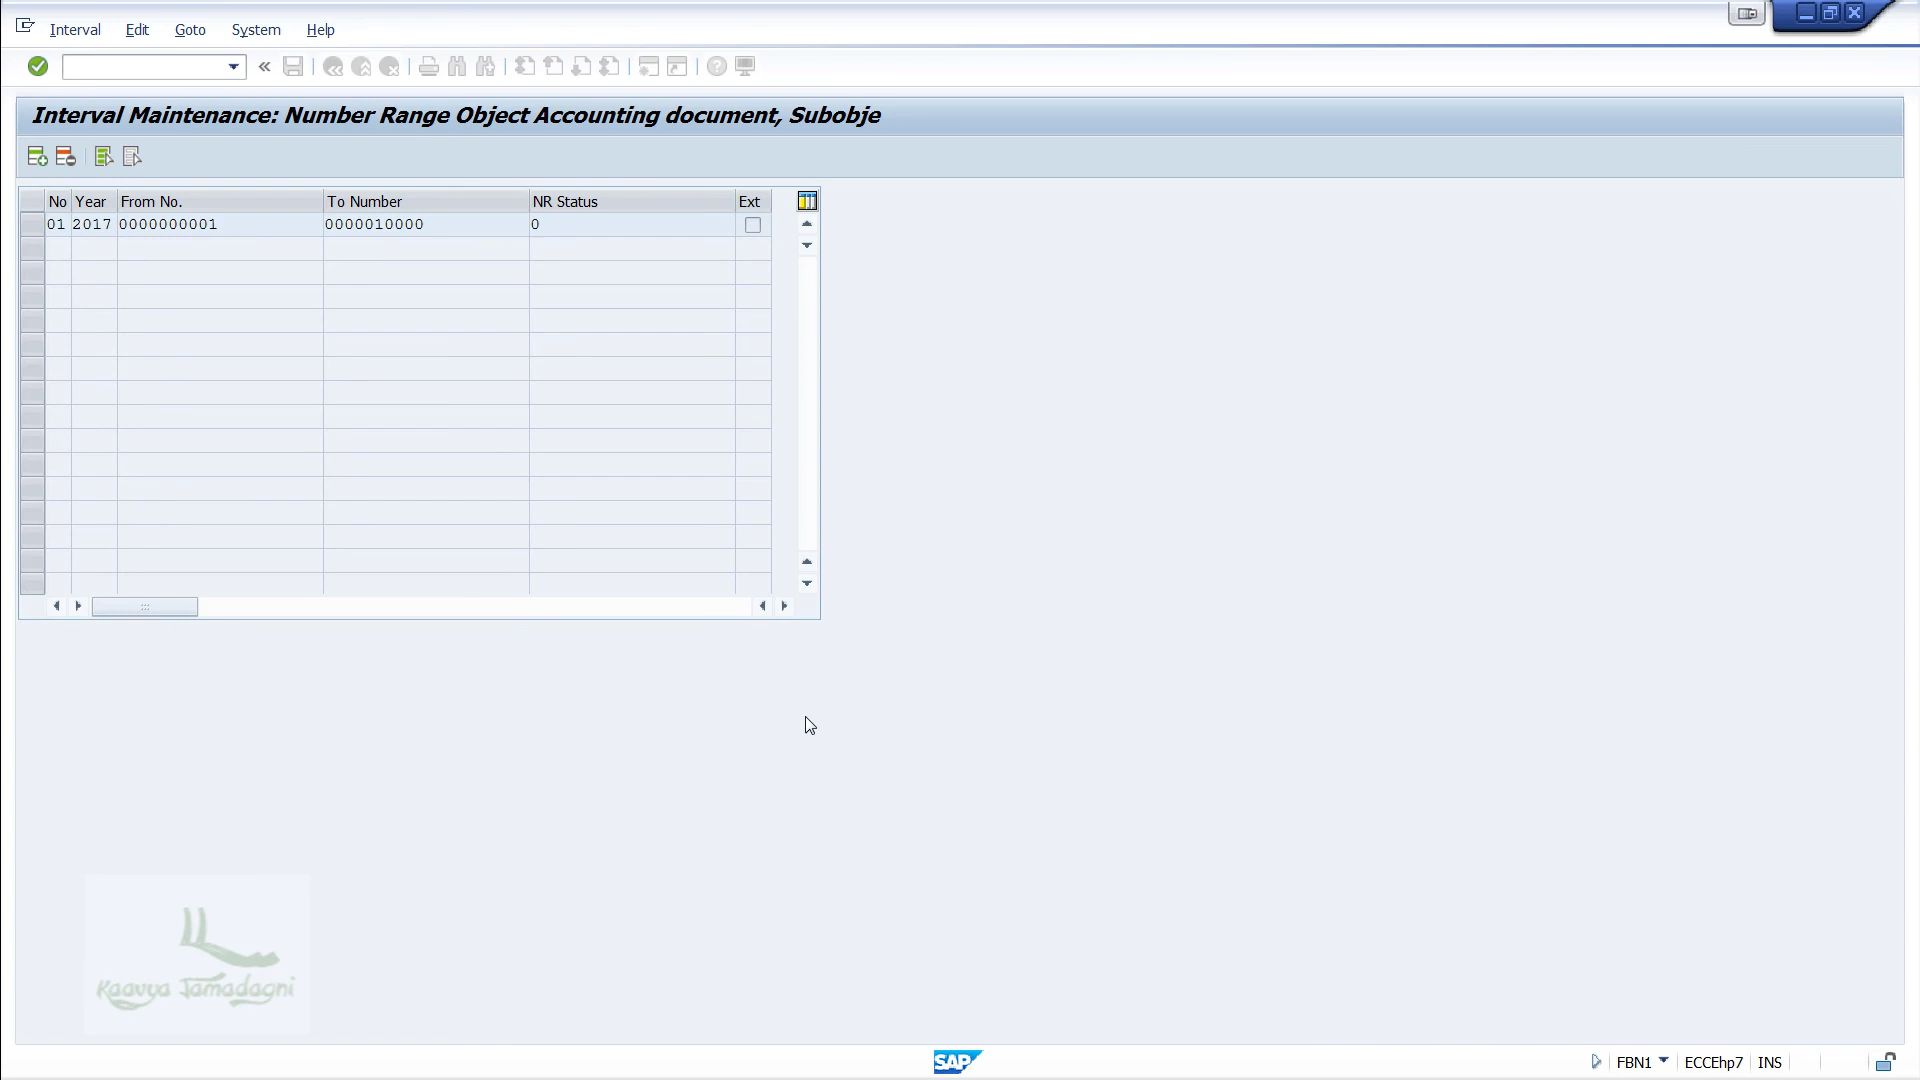 Interval Edit Goto System Help
Interval Maintenance: Number Range Object Accounting document, Subobje
No Year From No. To Number NR Status Ext
01 2017 0000000001 0000010000 0
Kaavya Jamadagni
SAP FBN1 ECCEhp7 INS